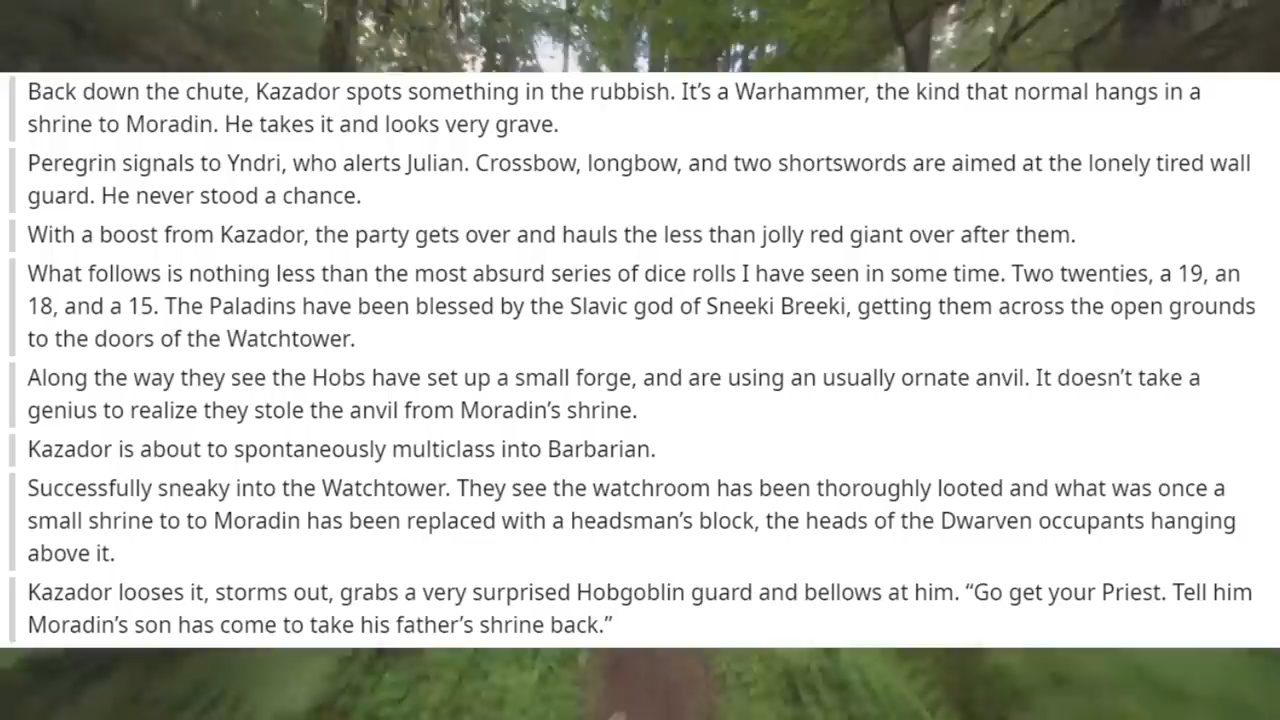 Back down the chute, Kazador spots something in the rubbish. It's a Warhammer, the kind that normal hangs in a
shrine to Moradin. He takes it and looks very grave.
Peregrin signals to Yndri, who alerts Julian. Crossbow, longbow, and two shortswords are aimed at the lonely tired wall
guard. He never stood a chance.
With a boost from Kazador, the party gets over and hauls the less than jolly red giant over after them.
What follows is nothing less than the most absurd series of dice rolls I have seen in some time. Two twenties, a 19, an
18, and a 15. The Paladins have been blessed by the Slavic god of Sneeki Breeki, getting them across the open grounds
to the doors of the Watchtower.
Along the way they see the Hobs have set up a small forge, and are using an usually ornate anvil. It doesn't take a
genius to realize they stole the anvil from Moradin's shrine.
Kazador is about to spontaneously multiclass into Barbarian.
Successfully sneaky into the Watchtower. They see the watchroom has been thoroughly looted and what was once a
small shrine to to Moradin has been replaced with a headsman's block, the heads of the Dwarven occupants hanging
above it.
Kazador looses it, storms out, grabs a very surprised Hobgoblin guard and bellows at him. “Go get your Priest. Tell him
Moradin's son has come to take his father's shrine back.”